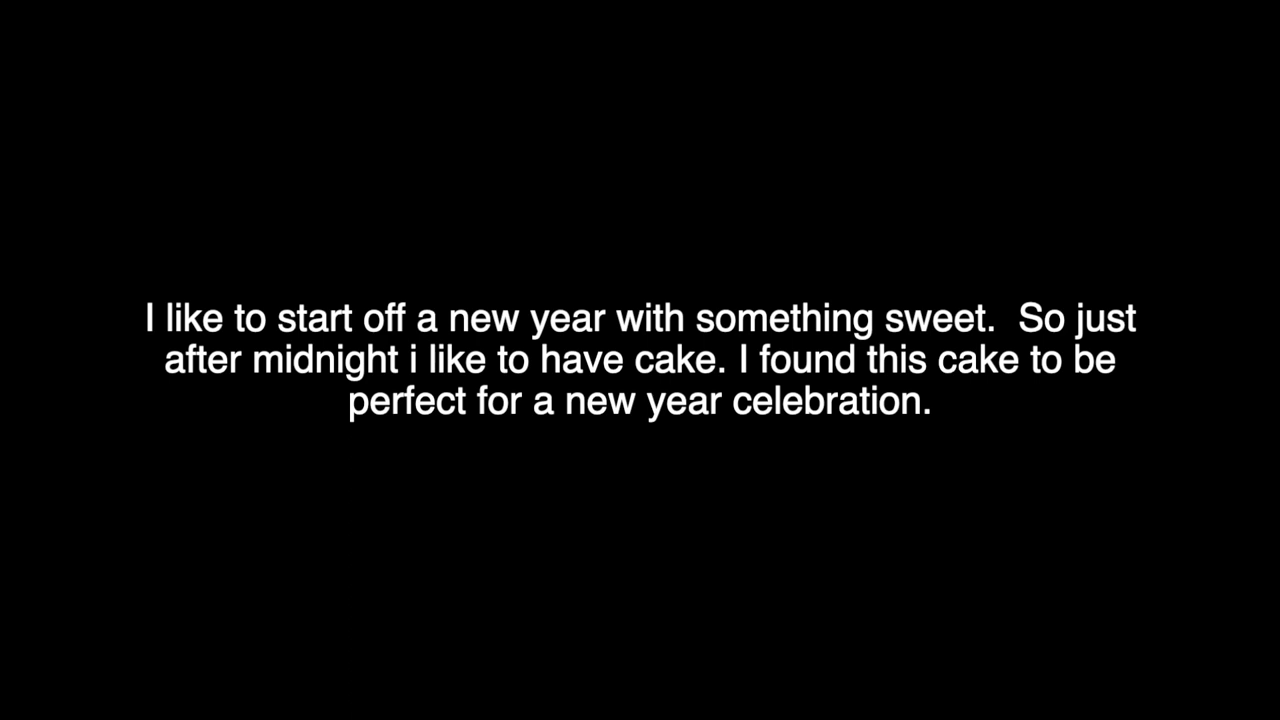 I like to start off a new year with something sweet.  So just
after midnight i like to have cake. I found this cake to be
perfect for a new year celebration.